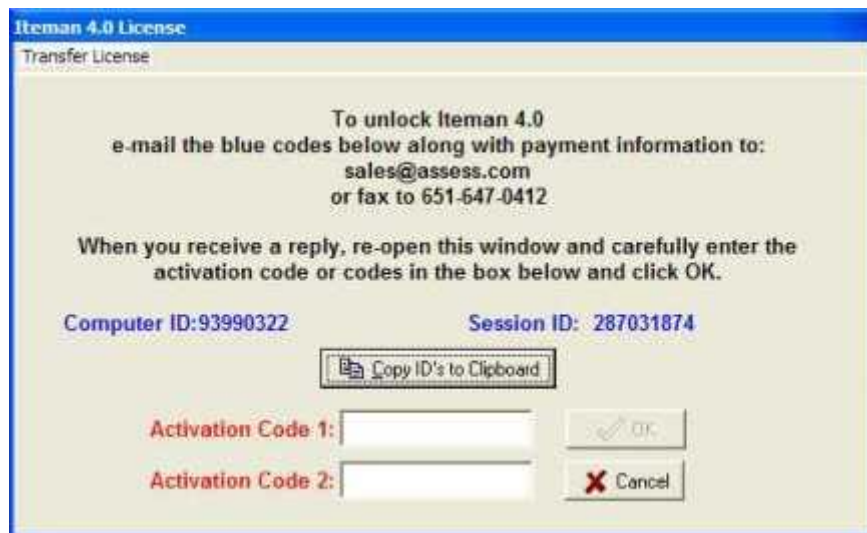 Iteman 4.0 License
Transfer License
To unlock Iteman 4.0
e-mail the blue codes below along with payment information to:
sales@assess.com
or fax to 651-647-0412
When you receive a reply, re-open this window and carefully enter the
activation code or codes in the box below and click OK.
Computer ID:93990322 Session ID: 287031874
Copy ID's to Clipboard
Activation Code 1: OK
Activation Code 2: Cancel